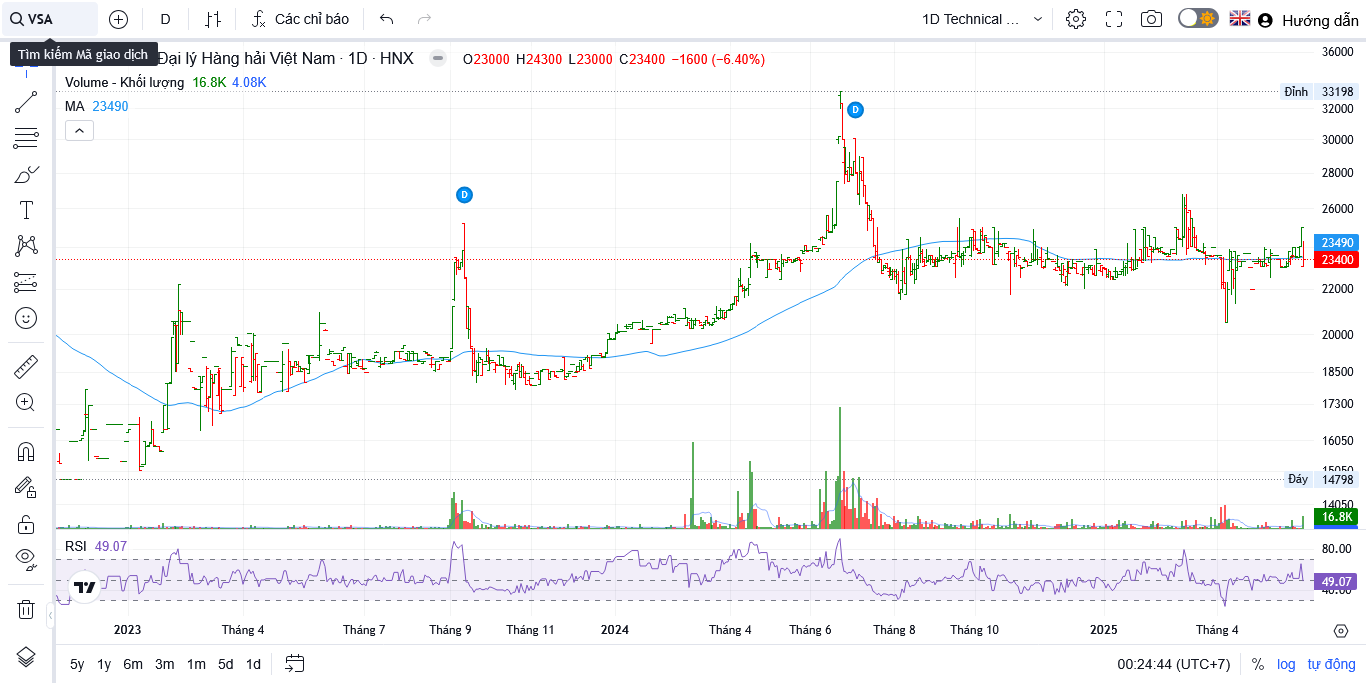 VSA
D
Các chỉ báo
1D Technical ...
Hướng dẫn
Tìm kiếm Mã giao dịch
Đại lý Hàng hải Việt Nam · 1D · HNX
O23000 H24300 L23000 C23400 −1600 (−6.40%)
Volume - Khối lượng 16.8K 4.08K
MA 23490
D
D
36000
Đỉnh 33198
32000
30000
28000
26000
23490
23400
22000
20000
18500
17300
16050
15050
Đáy 14798
14050
16.8K
RSI 49.07
80.00
49.07
40.00
2023
Tháng 4
Tháng 7
Tháng 9
Tháng 11
2024
Tháng 4
Tháng 6
Tháng 8
Tháng 10
2025
Tháng 4
5y 1y 6m 3m 1m 5d 1d
00:24:44 (UTC+7)
% log tự động